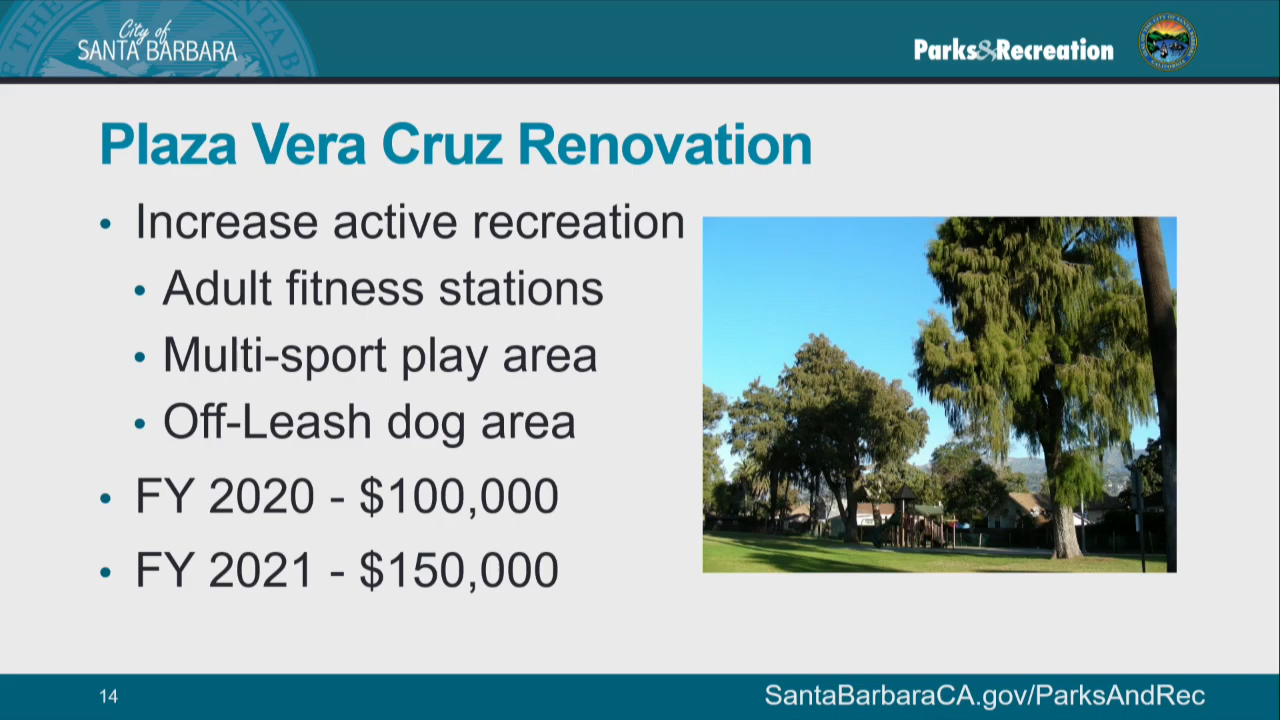 City of
SANTA BARBARA
Parks&Recreation
Plaza Vera Cruz Renovation
• Increase active recreation
• Adult fitness stations
• Multi-sport play area
• Off-Leash dog area
• FY 2020 - $100,000
• FY 2021 - $150,000
14
SantaBarbaraCA.gov/ParksAndRec